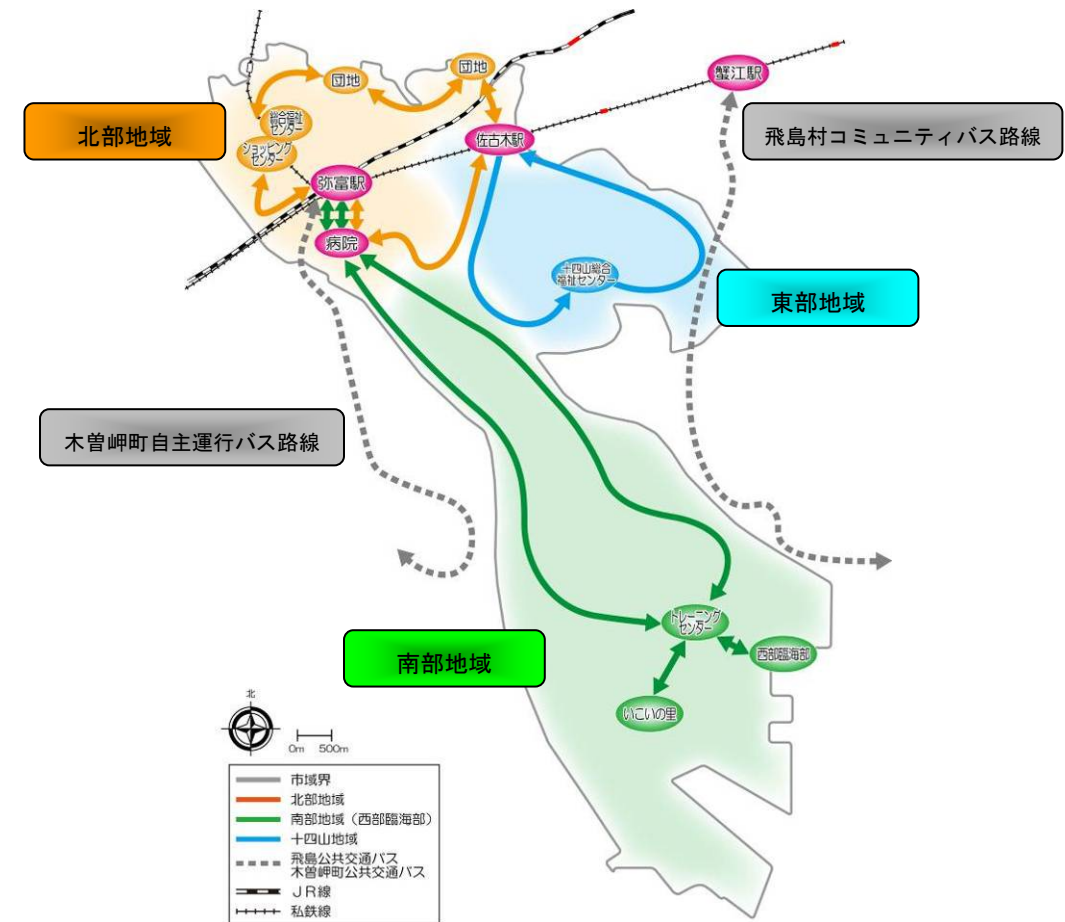 団地
団地
蟹江駅
北部地域
総合福祉
センター
ショッピング
センター
佐古木駅
飛島村コミュニティバス路線
弥富駅
病院
十四山総合
福祉センター
東部地域
木曽岬町自主運行バス路線
トレーニング
センター
西部臨海部
南部地域
いこいの里
北
0m 500m
市域界
北部地域
南部地域(西部臨海部)
十四山地域
飛島公共交通バス
木曽岬町公共交通バス
JR線
私鉄線